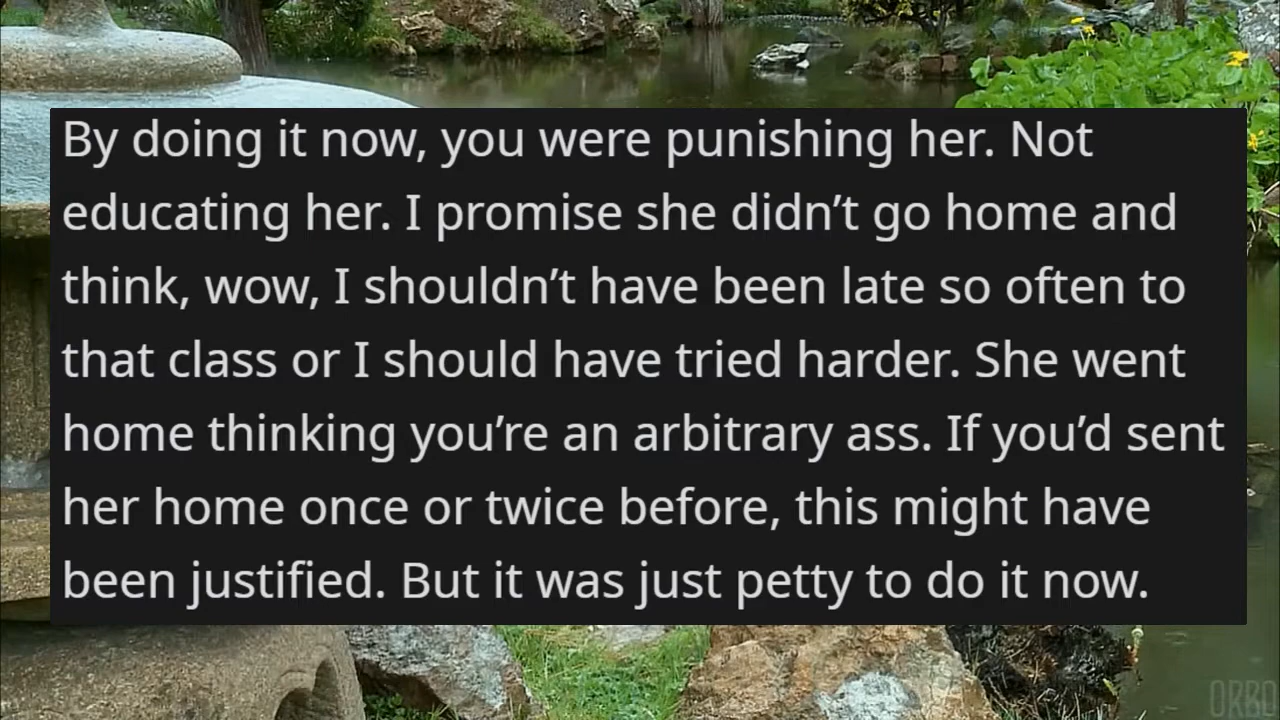 By doing it now, you were punishing her. Not
educating her. I promise she didn’t go home and
think, wow, I shouldn’t have been late so often to
that class or I should have tried harder. She went
home thinking you’re an arbitrary ass. If you’d sent
her home once or twice before, this might have
been justified. But it was just petty to do it now.
ORBO